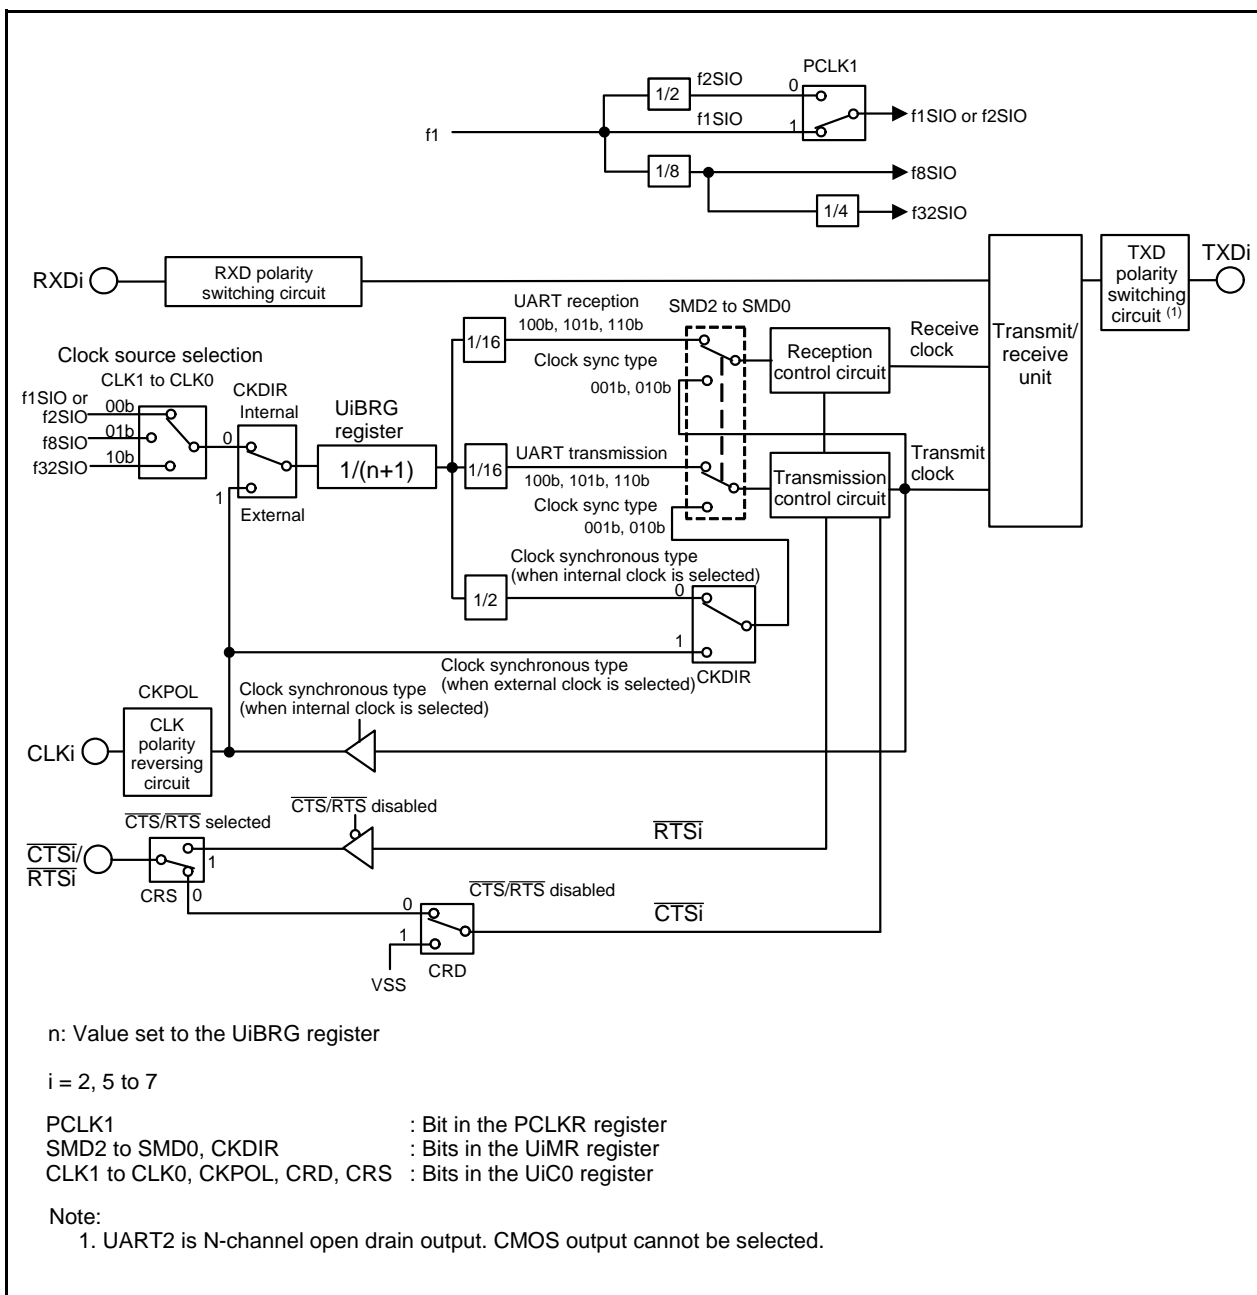 PCLK1
f2SIO
0
1/2
f1SIO or f2SIO
f1SIO
1
f1
1/8
f8SIO
1/4
f32SIO
RXDi
RXD polarity
switching circuit
TXD
polarity
switching
circuit (1)
TXDi
UART reception
100b, 101b, 110b
SMD2 to SMD0
1/16
Clock sync type
001b, 010b
Reception
control circuit
Receive
clock
Transmit/
receive
unit
Clock source selection
CLK1 to CLK0
f1SIO or
f2SIO
00b
f8SIO
01b
f32SIO
10b
CKDIR
Internal
0
1
External
UiBRG
register
1/(n+1)
1/16
UART transmission
100b, 101b, 110b
Clock sync type
001b, 010b
Transmission
control circuit
Transmit
clock
Clock synchronous type
(when internal clock is selected)
1/2
0
1
CKDIR
Clock synchronous type
(when external clock is selected)
CKPOL
Clock synchronous type
(when internal clock is selected)
CLKi
CLK
polarity
reversing
circuit
CTS/RTS disabled
CTS/RTS selected
CTSi/
RTSi
1
RTSi
CRS
0
CTS/RTS disabled
0
CTSi
1
VSS
CRD
n: Value set to the UiBRG register
i = 2, 5 to 7
PCLK1 : Bit in the PCLKR register
SMD2 to SMD0, CKDIR : Bits in the UiMR register
CLK1 to CLK0, CKPOL, CRD, CRS : Bits in the UiC0 register
Note:
1. UART2 is N-channel open drain output. CMOS output cannot be selected.